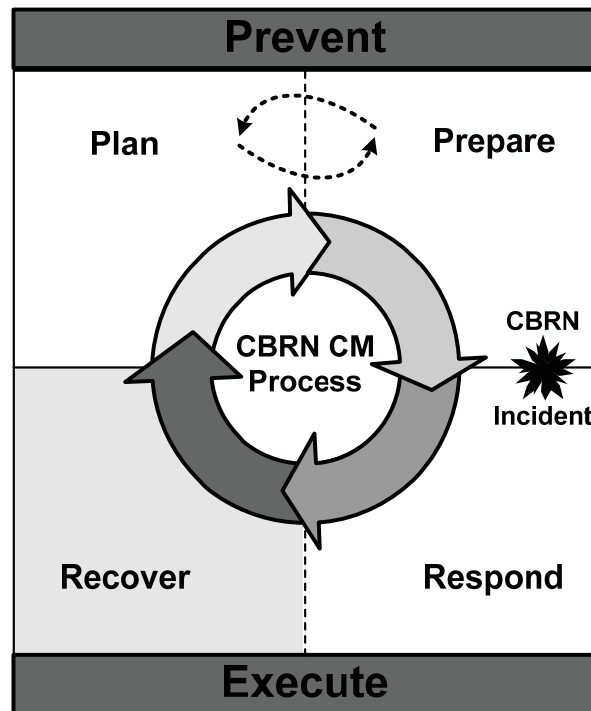 Prevent
Plan
Prepare
CBRN CM
Process
CBRN
Incident
Recover
Respond
Execute